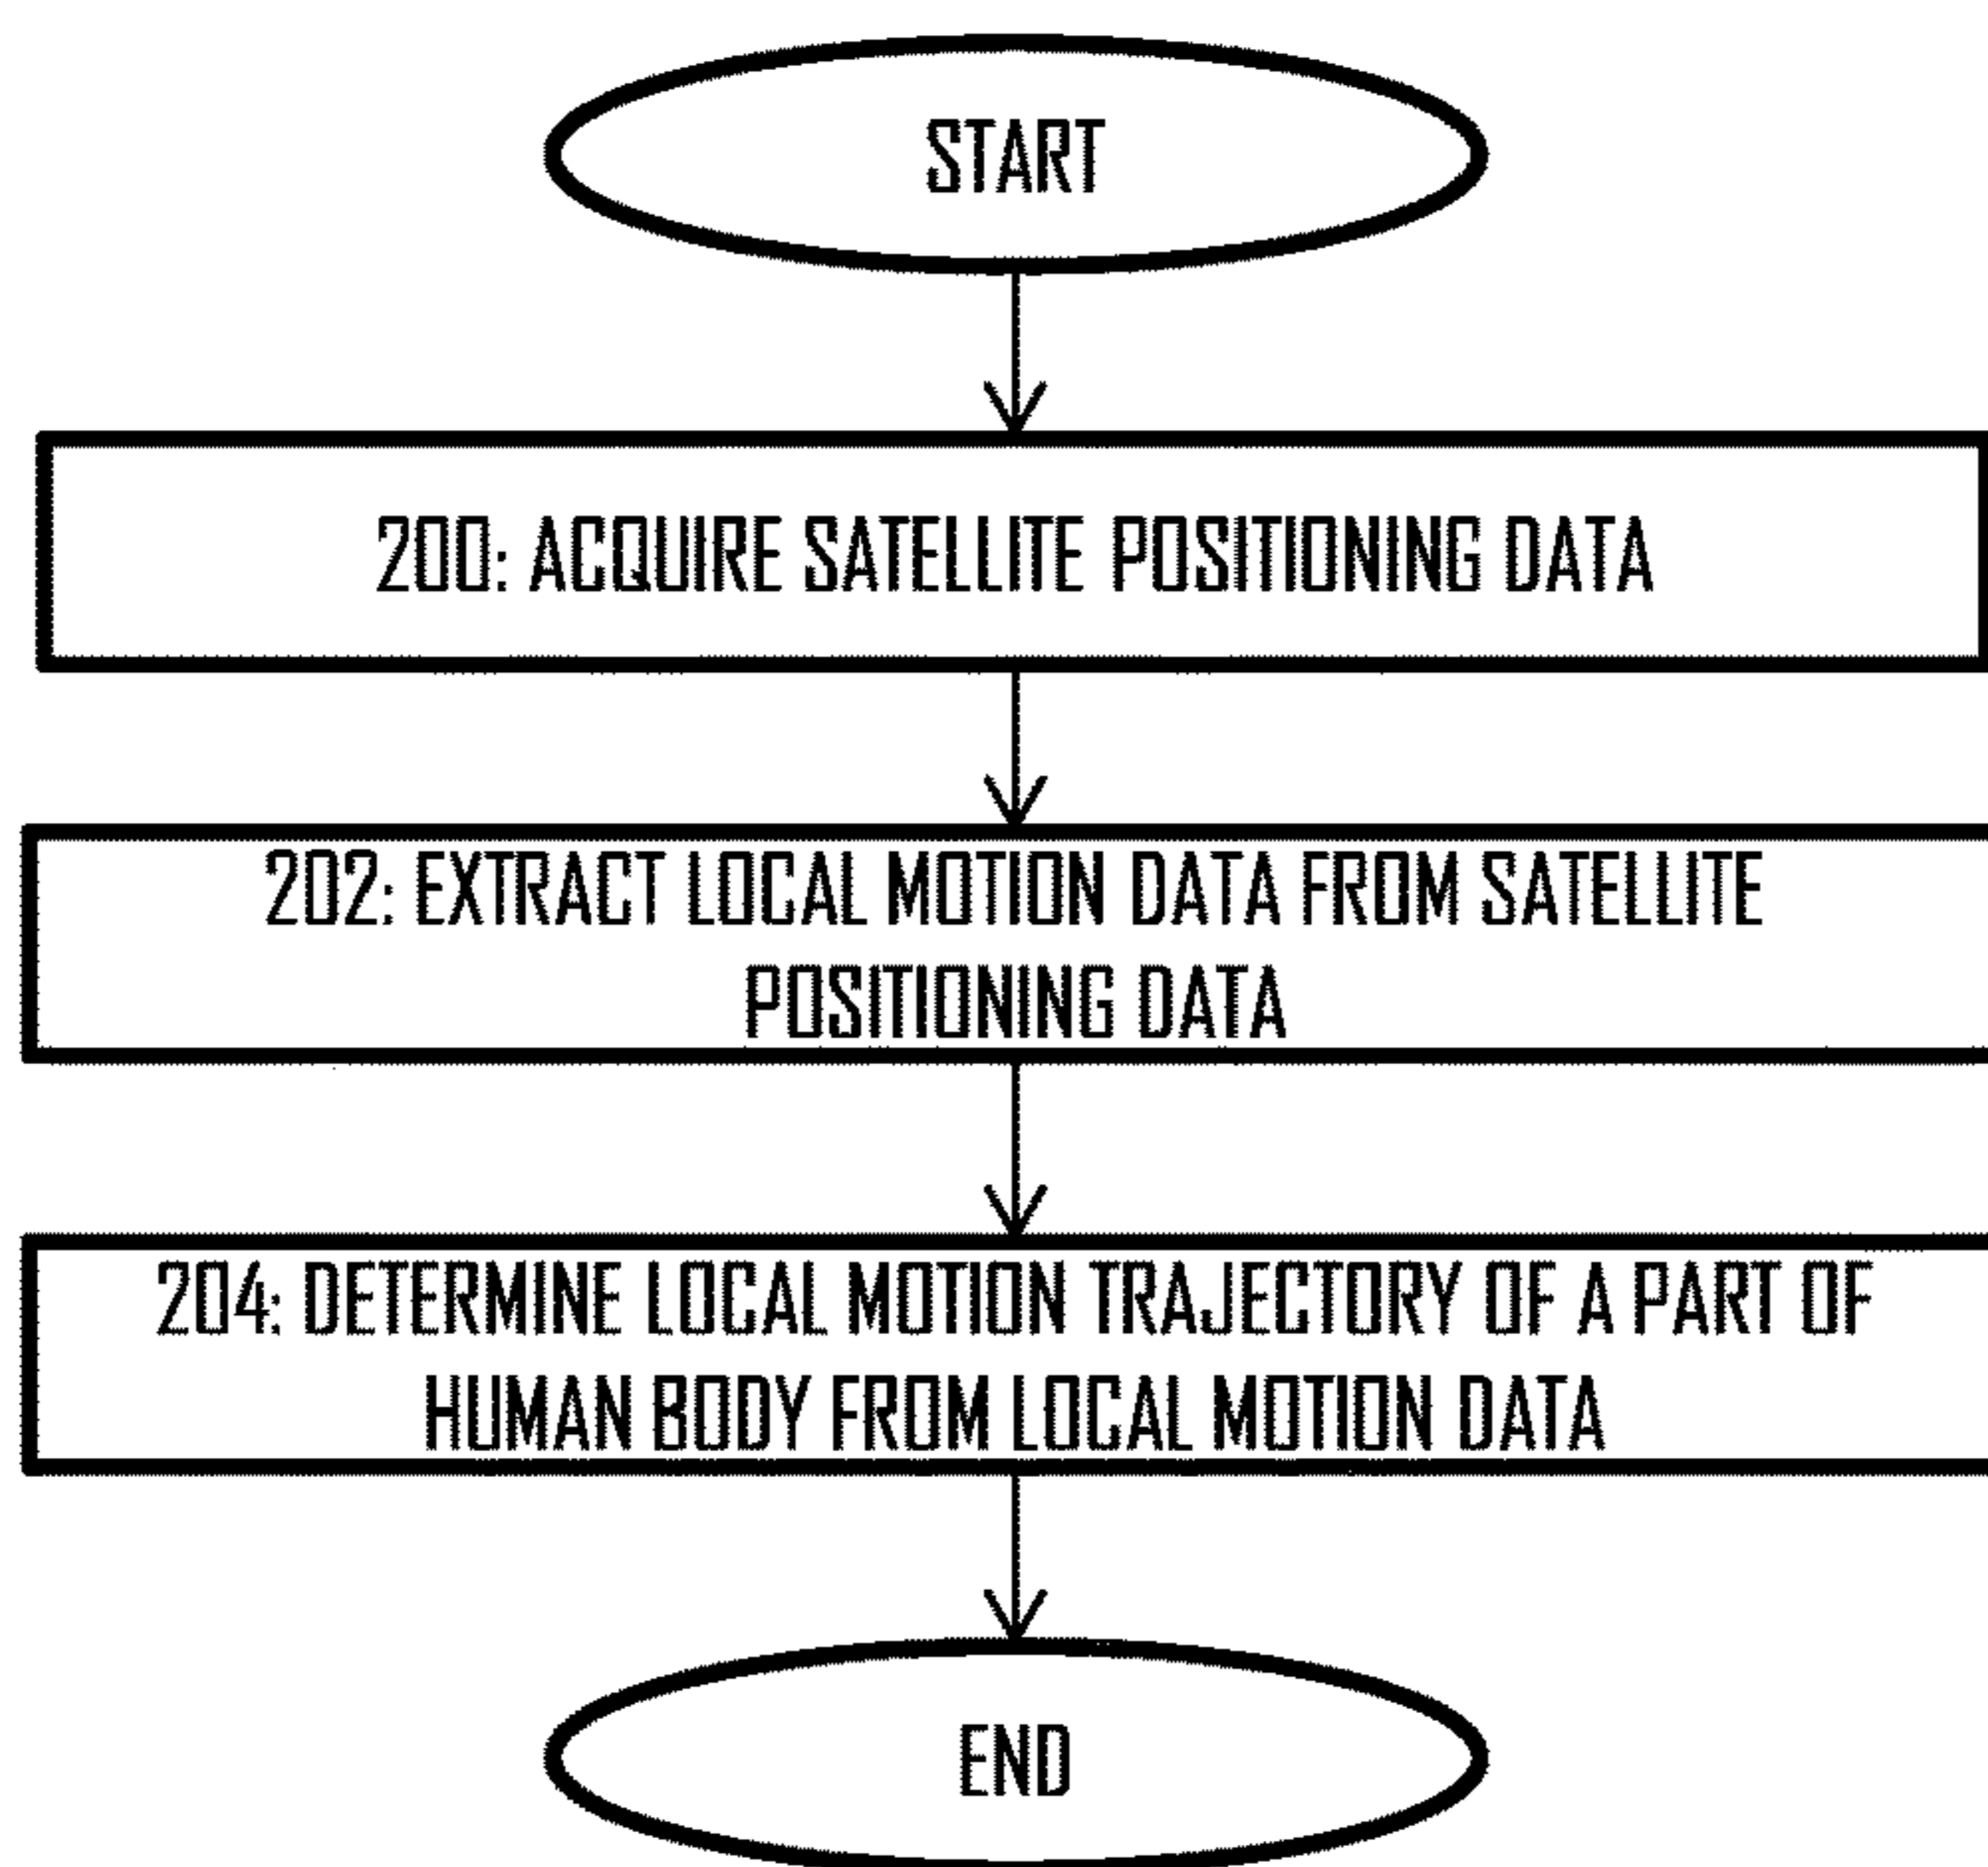 START
200: ACQUIRE SATELLITE POSITIONING DATA
202: EXTRACT LOCAL MOTION DATA FROM SATELLITE
POSITIONING DATA
204: DETERMINE LOCAL MOTION TRAJECTORY OF A PART OF
HUMAN BODY FROM LOCAL MOTION DATA
END